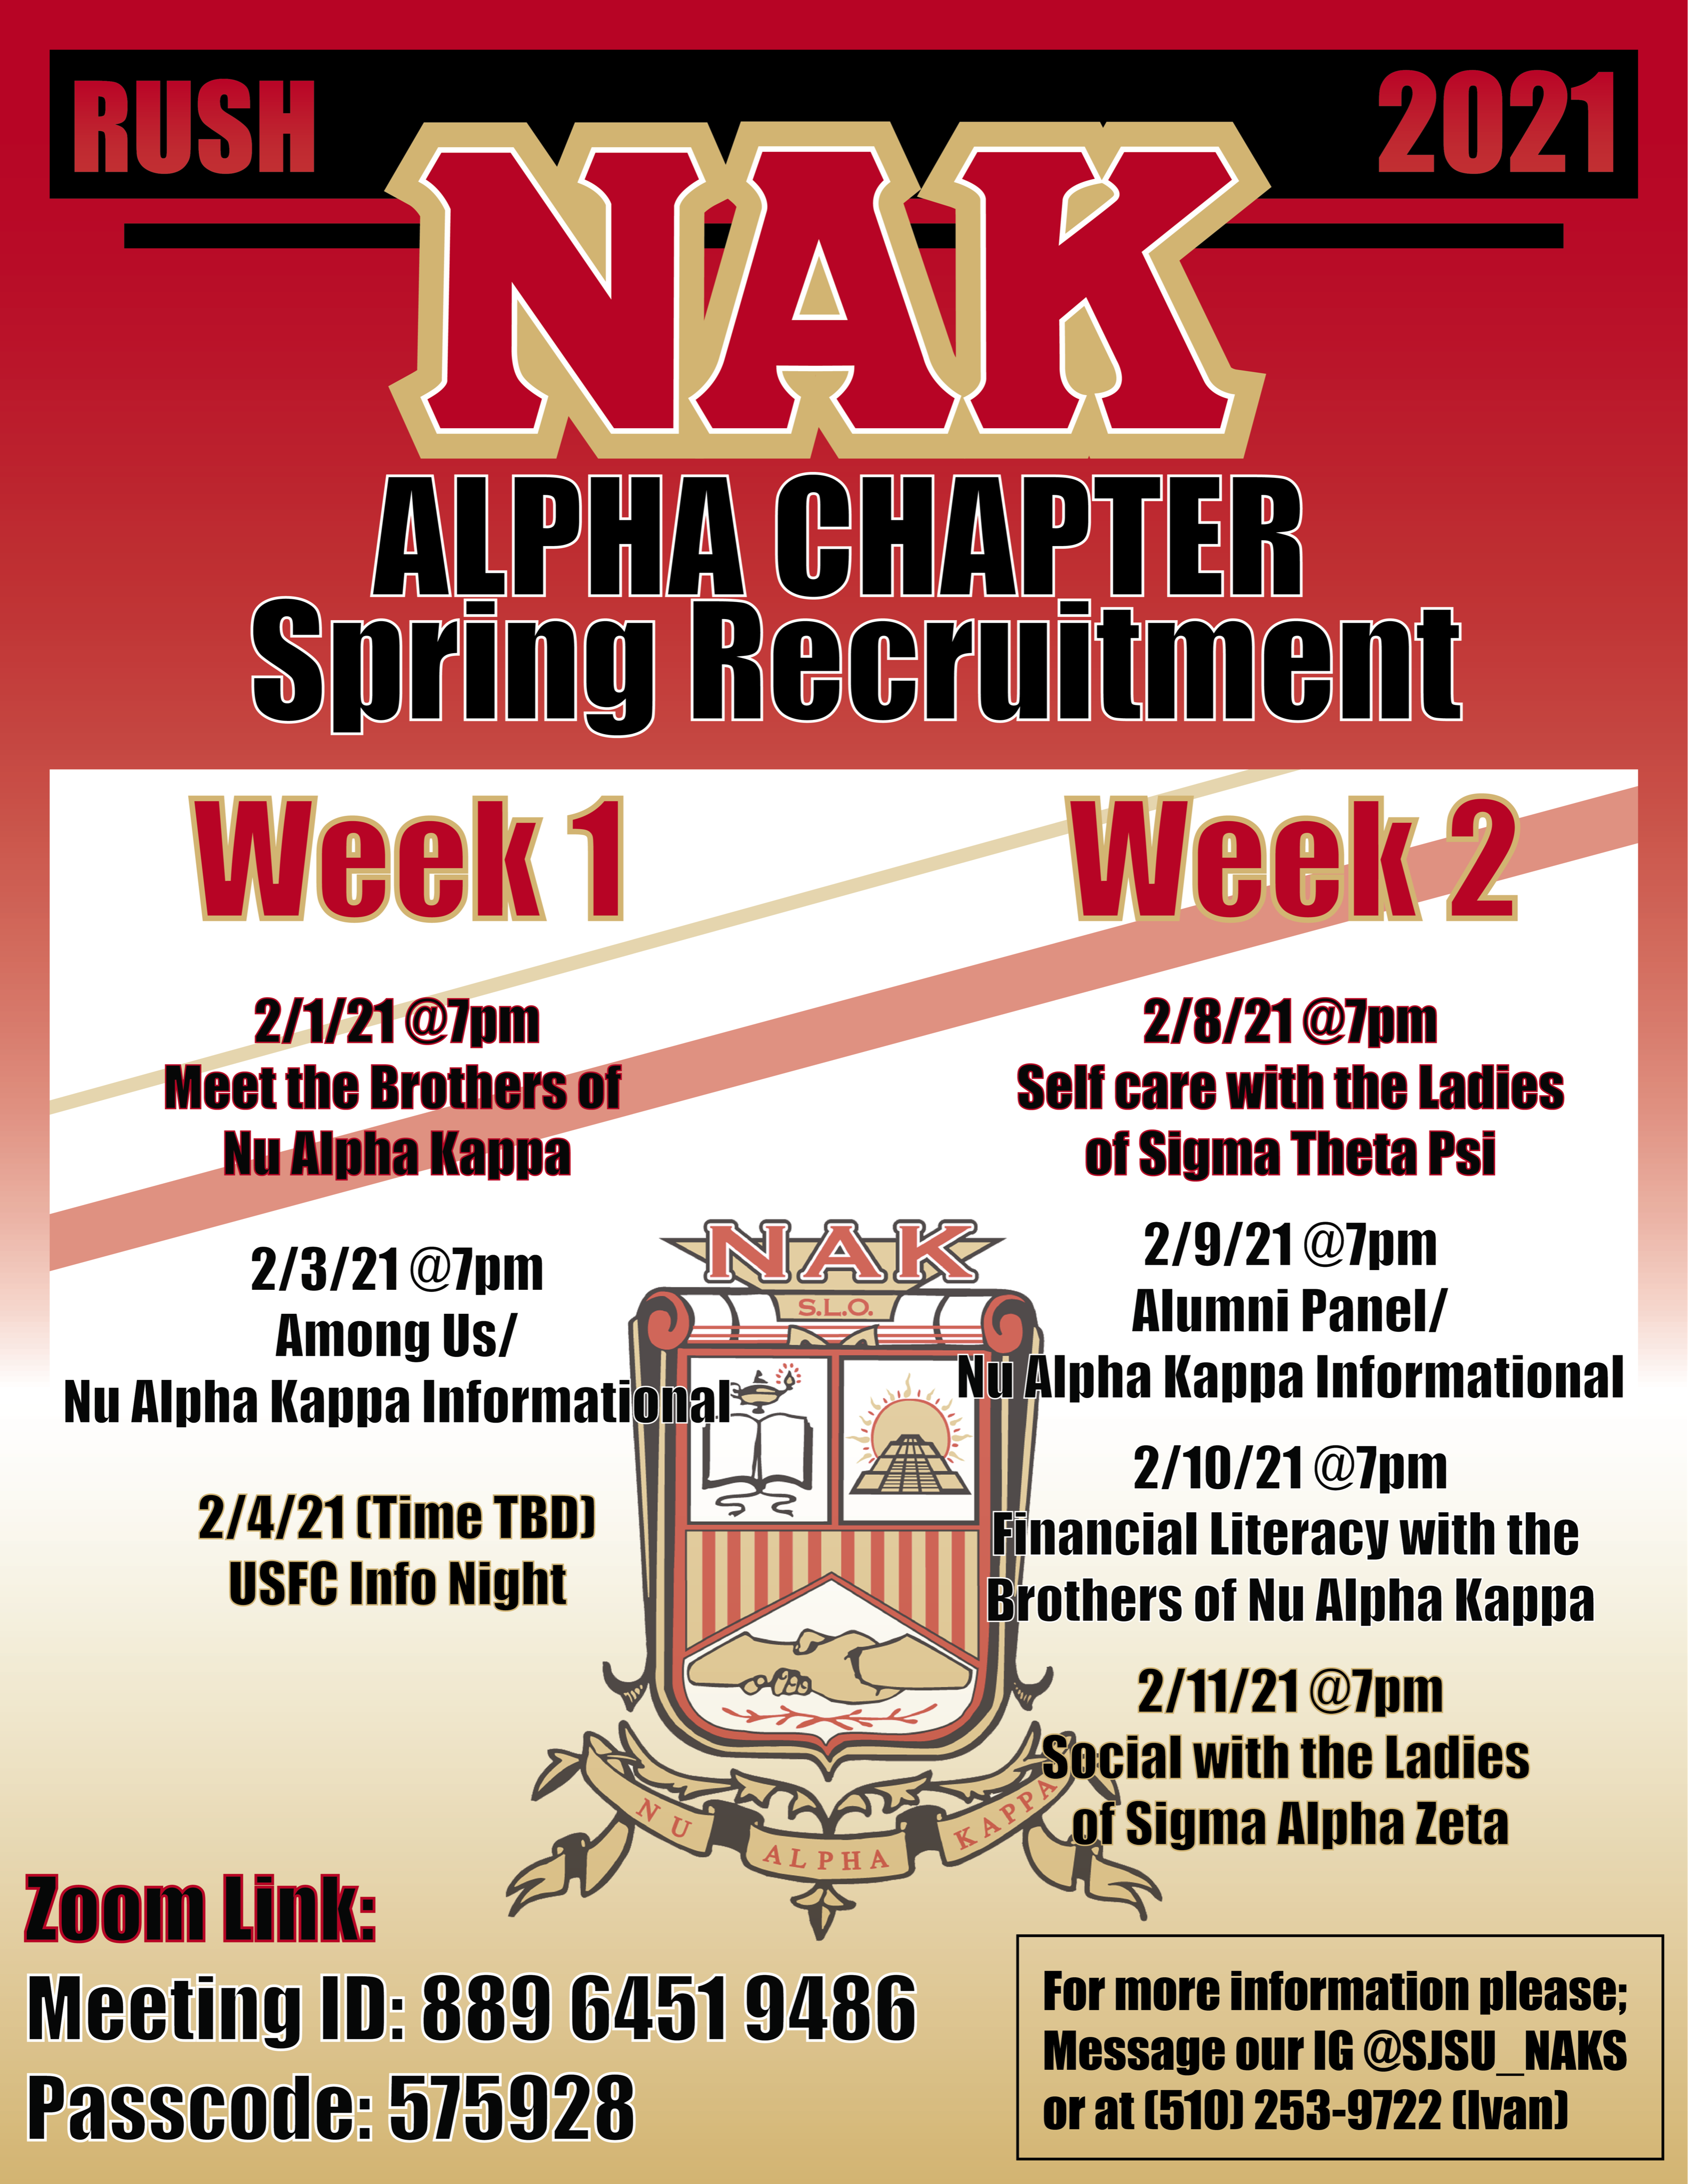 RUSH
2021
NAK
ALPHA CHAPTER
Spring Recruitment
Week 1
2/1/21 @7pm
Meet the Brothers of
Nu Alpha Kappa
2/3/21 @7pm
Among Us/
Nu Alpha Kappa Informational
2/4/21 (Time TBD)
USFC Info Night
Week 2
2/8/21 @7pm
Self care with the Ladies
of Sigma Theta Psi
2/9/21 @7pm
Alumni Panel/
Nu Alpha Kappa Informational
2/10/21 @7pm
Financial Literacy with the
Brothers of Nu Alpha Kappa
2/11/21 @7pm
Social with the Ladies
of Sigma Alpha Zeta
NAK
S.L.O.
NU ALPHA KAPPA
Zoom Link:
Meeting ID: 889 6451 9486
Passcode: 575928
For more information please;
Message our IG @SJSU_NAKS
or at (510) 253-9722 (Ivan)